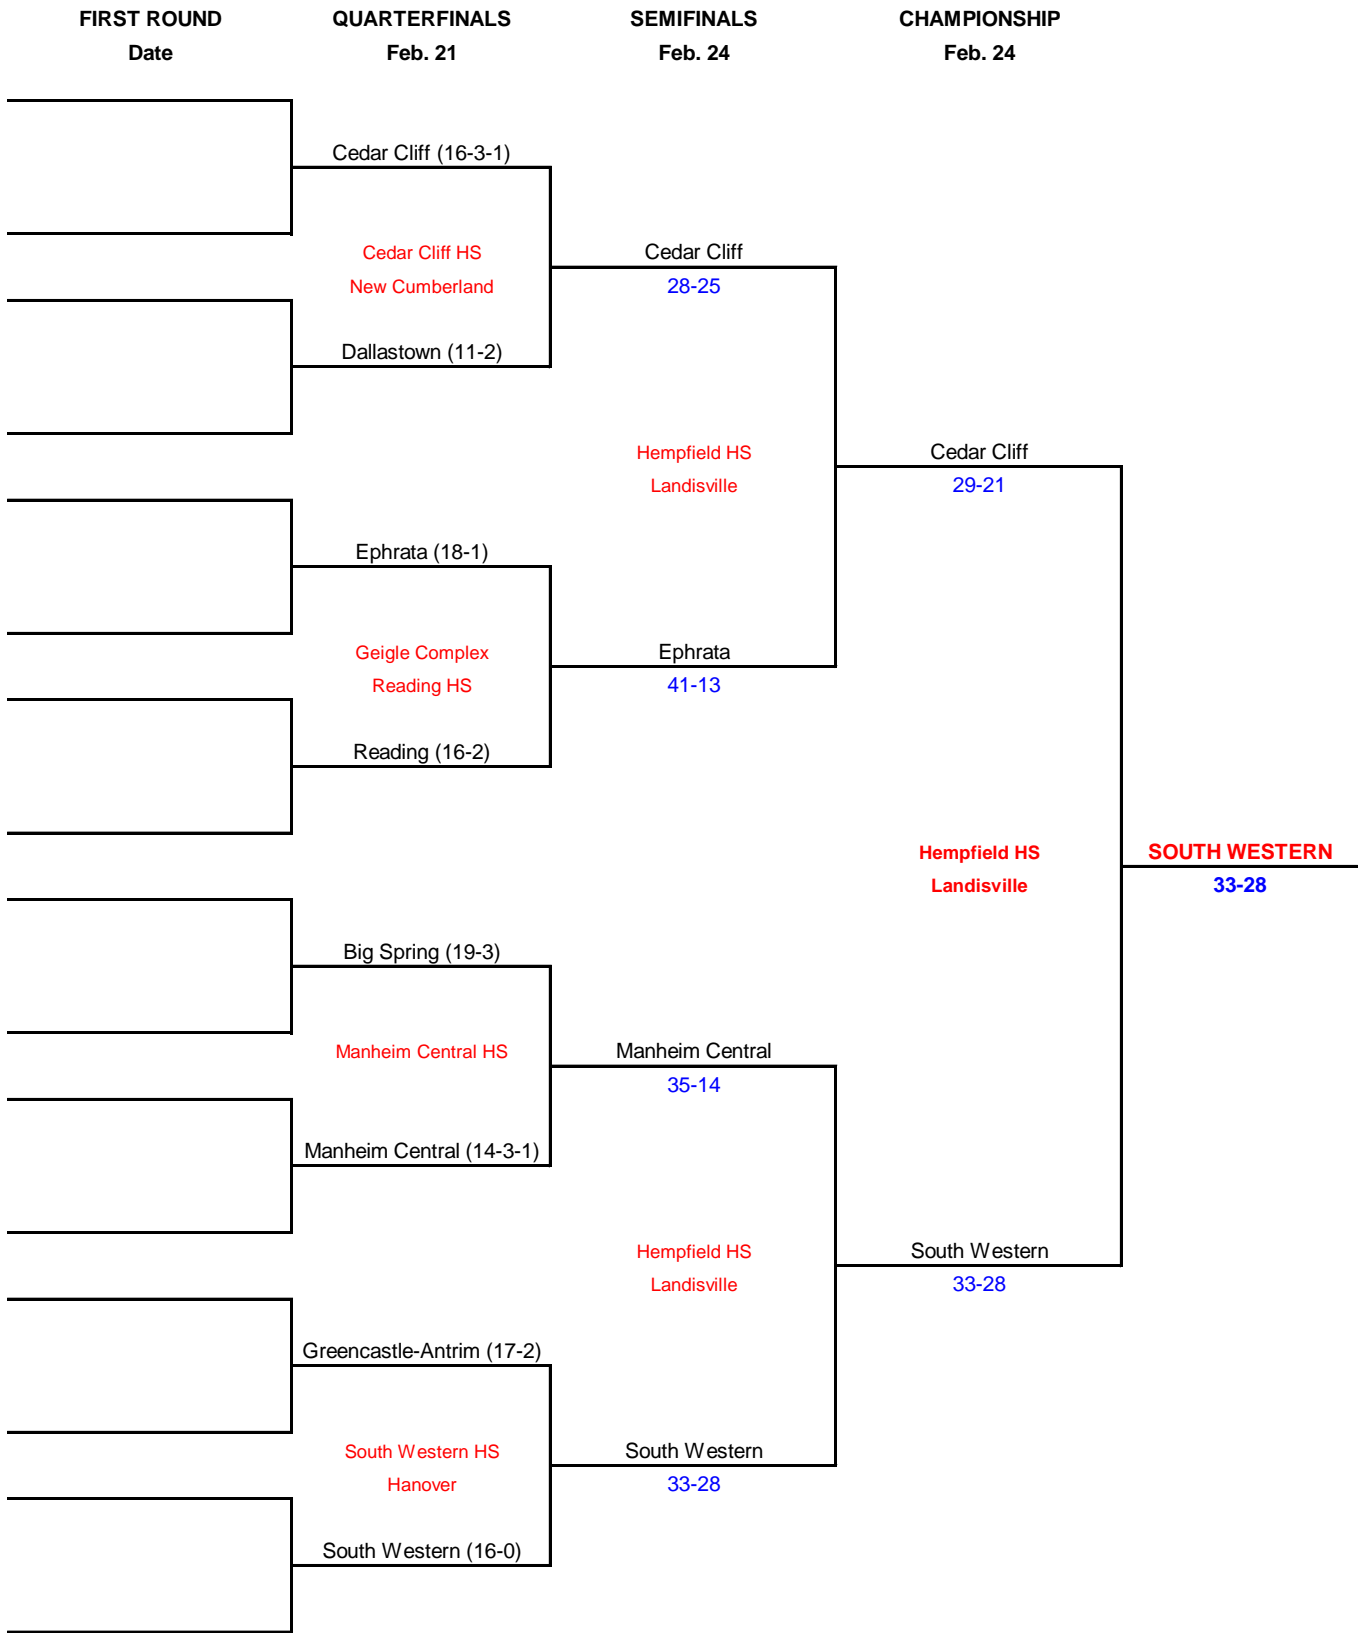 FIRST ROUND QUARTERFINALS SEMIFINALS CHAMPIONSHIP
Date Feb. 21 Feb. 24 Feb. 24
Cedar Cliff (16-3-1)
Cedar Cliff HS Cedar Cliff
New Cumberland 28-25
Dallastown (11-2)
Hempfield HS Cedar Cliff
Landisville 29-21
Ephrata (18-1)
Geigle Complex Ephrata
Reading HS 41-13
Reading (16-2)
Hempfield HS SOUTH WESTERN
Landisville 33-28
Big Spring (19-3)
Manheim Central HS Manheim Central
35-14
Manheim Central (14-3-1)
Hempfield HS South Western
Landisville 33-28
Greencastle-Antrim (17-2)
South Western HS South Western
Hanover 33-28
South Western (16-0)